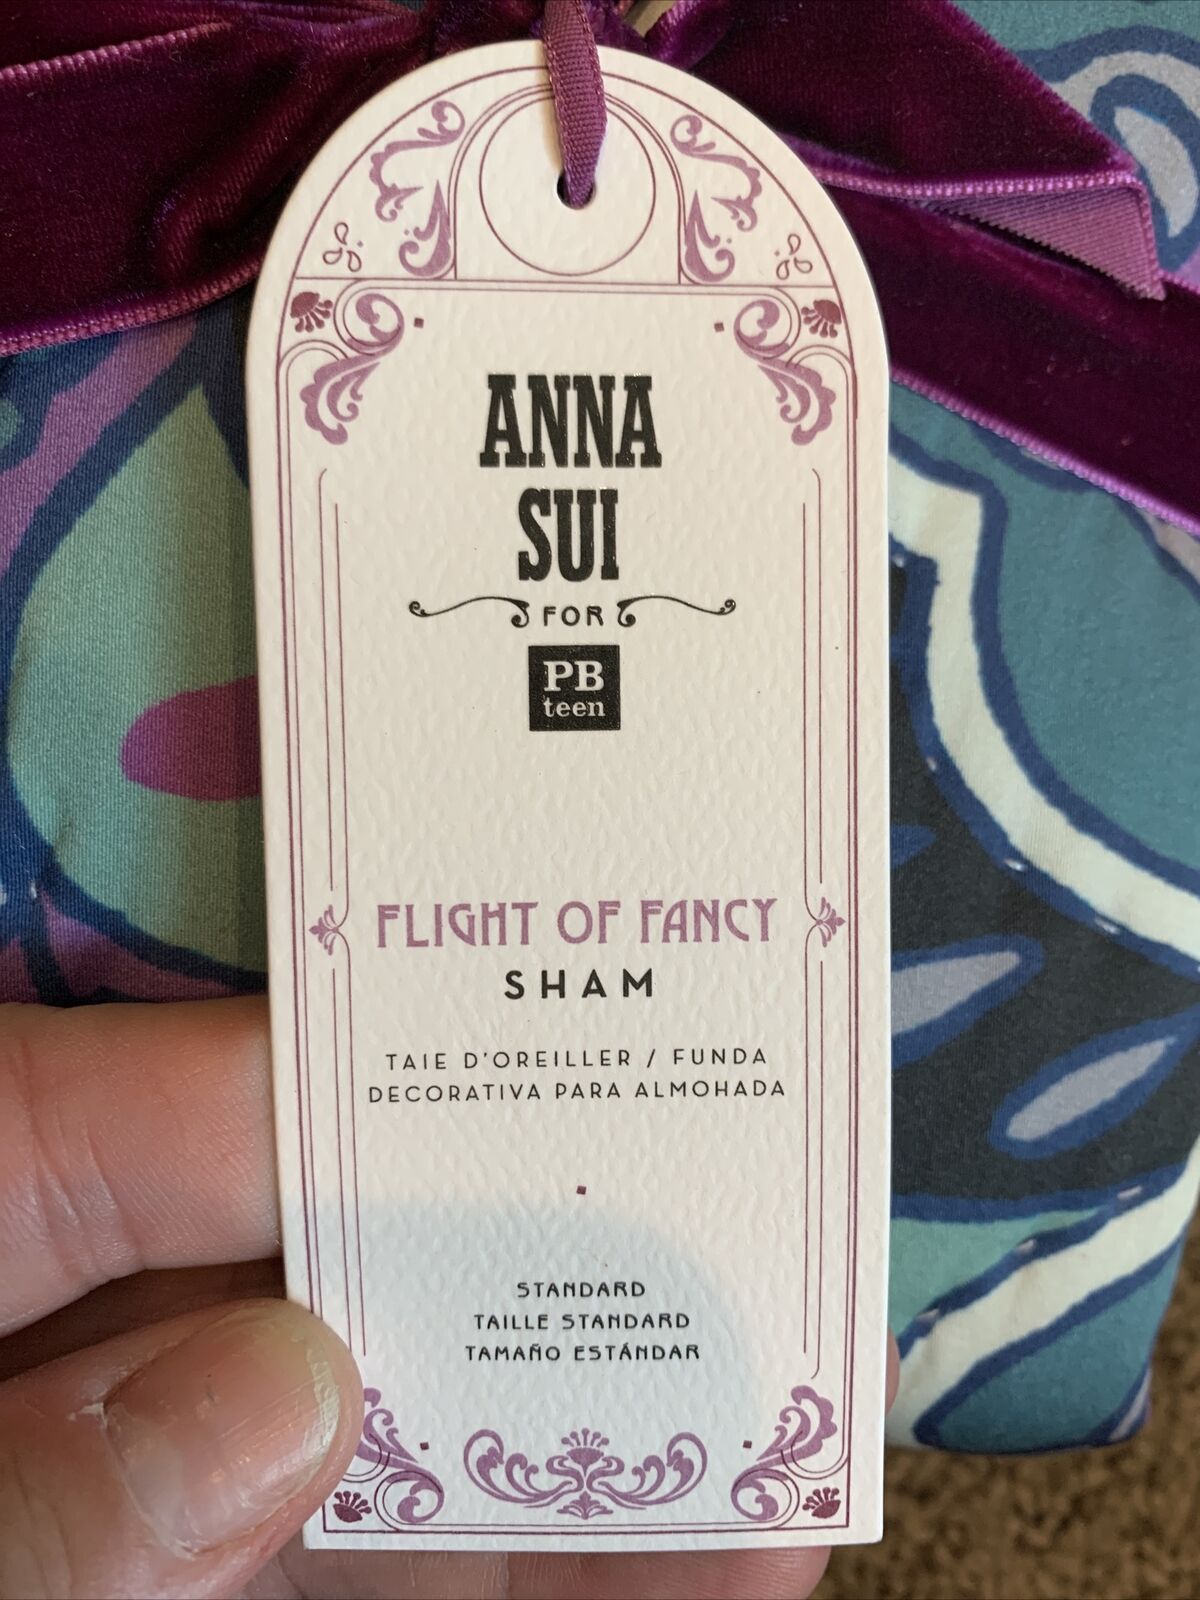 ANNA
SUI
FOR
PB
teen
FLIGHT OF FANCY
SHAM
TAIE D'OREILLER / FUNDA
DECORATIVA PARA ALMOHADA
STANDARD
TAILLE STANDARD
TAMAÑO ESTÁNDAR